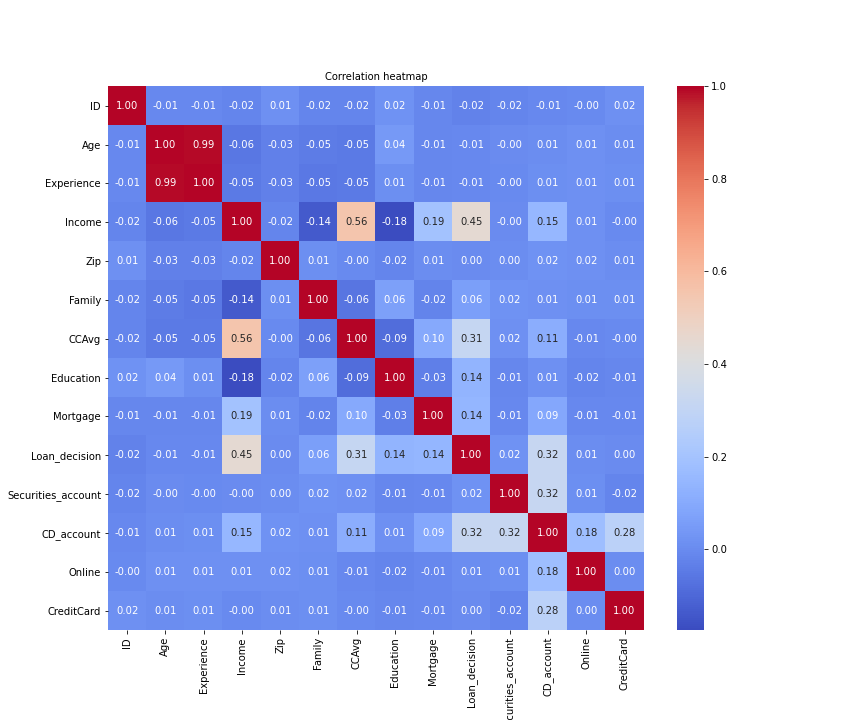 Correlation heatmap
ID 1.00 -0.01 -0.01 -0.02 0.01 -0.02 -0.02 0.02 -0.01 -0.02 -0.02 -0.01 -0.00 0.02
Age -0.01 1.00 0.99 -0.06 -0.03 -0.05 -0.05 0.04 -0.01 -0.01 -0.00 0.01 0.01 0.01
Experience -0.01 0.99 1.00 -0.05 -0.03 -0.05 -0.05 0.01 -0.01 -0.01 -0.00 0.01 0.01 0.01
Income -0.02 -0.06 -0.05 1.00 -0.02 -0.14 0.56 -0.18 0.19 0.45 -0.00 0.15 0.01 -0.00
Zip 0.01 -0.03 -0.03 -0.02 1.00 0.01 -0.00 -0.02 0.01 0.00 0.00 0.02 0.02 0.01
Family -0.02 -0.05 -0.05 -0.14 0.01 1.00 -0.06 0.06 -0.02 0.06 0.02 0.01 0.01 0.01
CCAvg -0.02 -0.05 -0.05 0.56 -0.00 -0.06 1.00 -0.09 0.10 0.31 0.02 0.11 -0.01 -0.00
Education 0.02 0.04 0.01 -0.18 -0.02 0.06 -0.09 1.00 -0.03 0.14 -0.01 0.01 -0.02 -0.01
Mortgage -0.01 -0.01 -0.01 0.19 0.01 -0.02 0.10 -0.03 1.00 0.14 -0.01 0.09 -0.01 -0.01
Loan_decision -0.02 -0.01 -0.01 0.45 0.00 0.06 0.31 0.14 0.14 1.00 0.02 0.32 0.01 0.00
Securities_account -0.02 -0.00 -0.00 -0.00 0.00 0.02 0.02 -0.01 -0.01 0.02 1.00 0.32 0.01 -0.02
CD_account -0.01 0.01 0.01 0.15 0.02 0.01 0.11 0.01 0.09 0.32 0.32 1.00 0.18 0.28
Online -0.00 0.01 0.01 0.01 0.02 0.01 -0.01 -0.02 -0.01 0.01 0.01 0.18 1.00 0.00
CreditCard 0.02 0.01 0.01 -0.00 0.01 0.01 -0.00 -0.01 -0.01 0.00 -0.02 0.28 0.00 1.00
ID
Age
Experience
Income
Zip
Family
CCAvg
Education
Mortgage
Loan_decision
curities_account
CD_account
Online
CreditCard
1.0
0.8
0.6
0.4
0.2
0.0